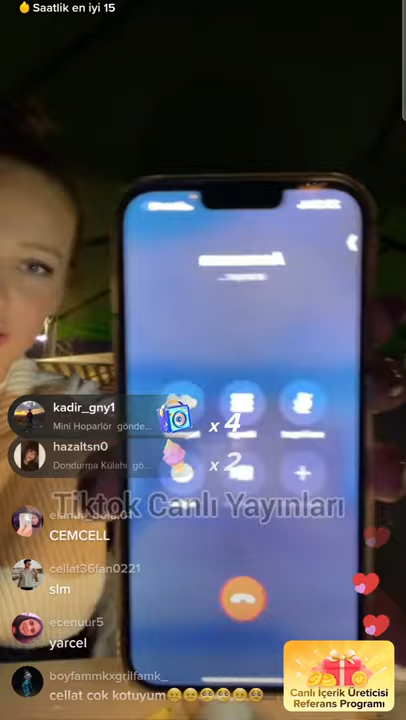 Saatlik en iyi 15
kadir_gny1
Mini Hoparlör gönde...
x 4
hazaltsn0
Dondurma Külahı gö...
x 2
Tiktok Canlı Yayınları
CEMCELL
cellat36fan0221
slm
ecenuur5
yarcel
boyfammkxgrilfamk_
cellat cok kotuyum😠😠🥺🥺😠🥺
Canlı İçerik Üreticisi
Referans Programı